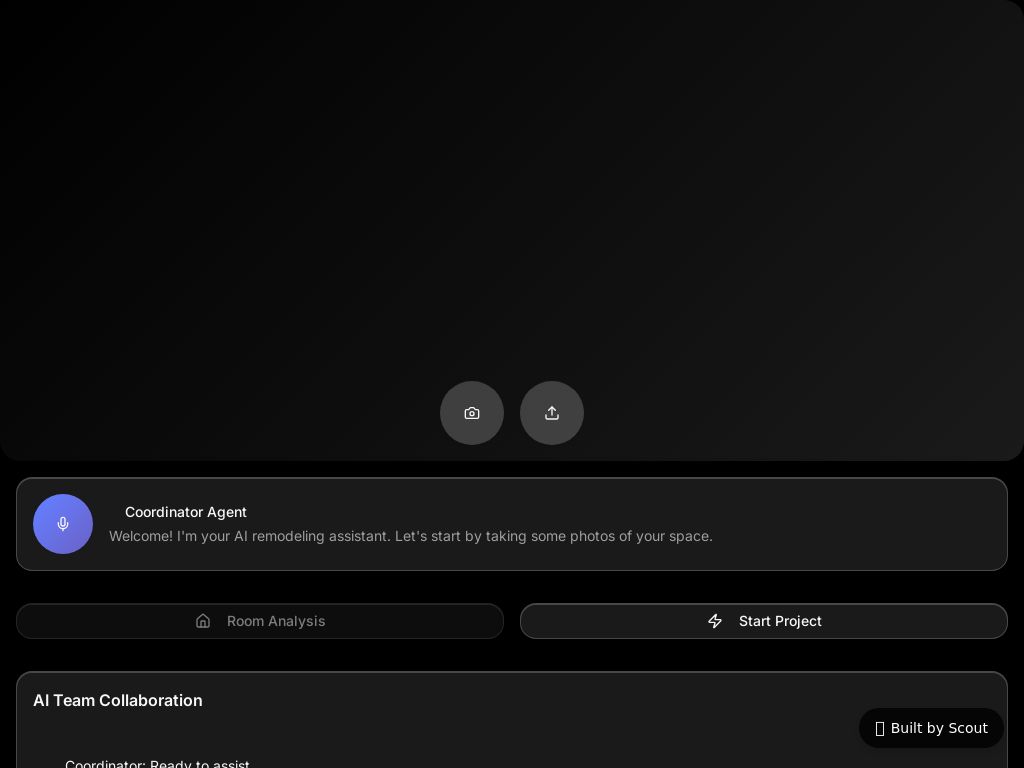 Coordinator Agent
Welcome! I'm your AI remodeling assistant. Let's start by taking some photos of your space.
Room Analysis
Start Project
AI Team Collaboration
Built by Scout
Coordinator: Ready to assist